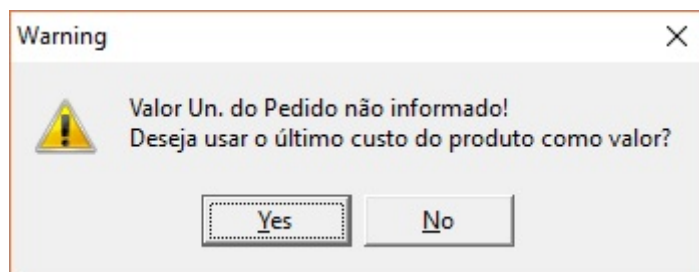 Warning
Valor Un. do Pedido não informado!
Deseja usar o último custo do produto como valor?
Yes No